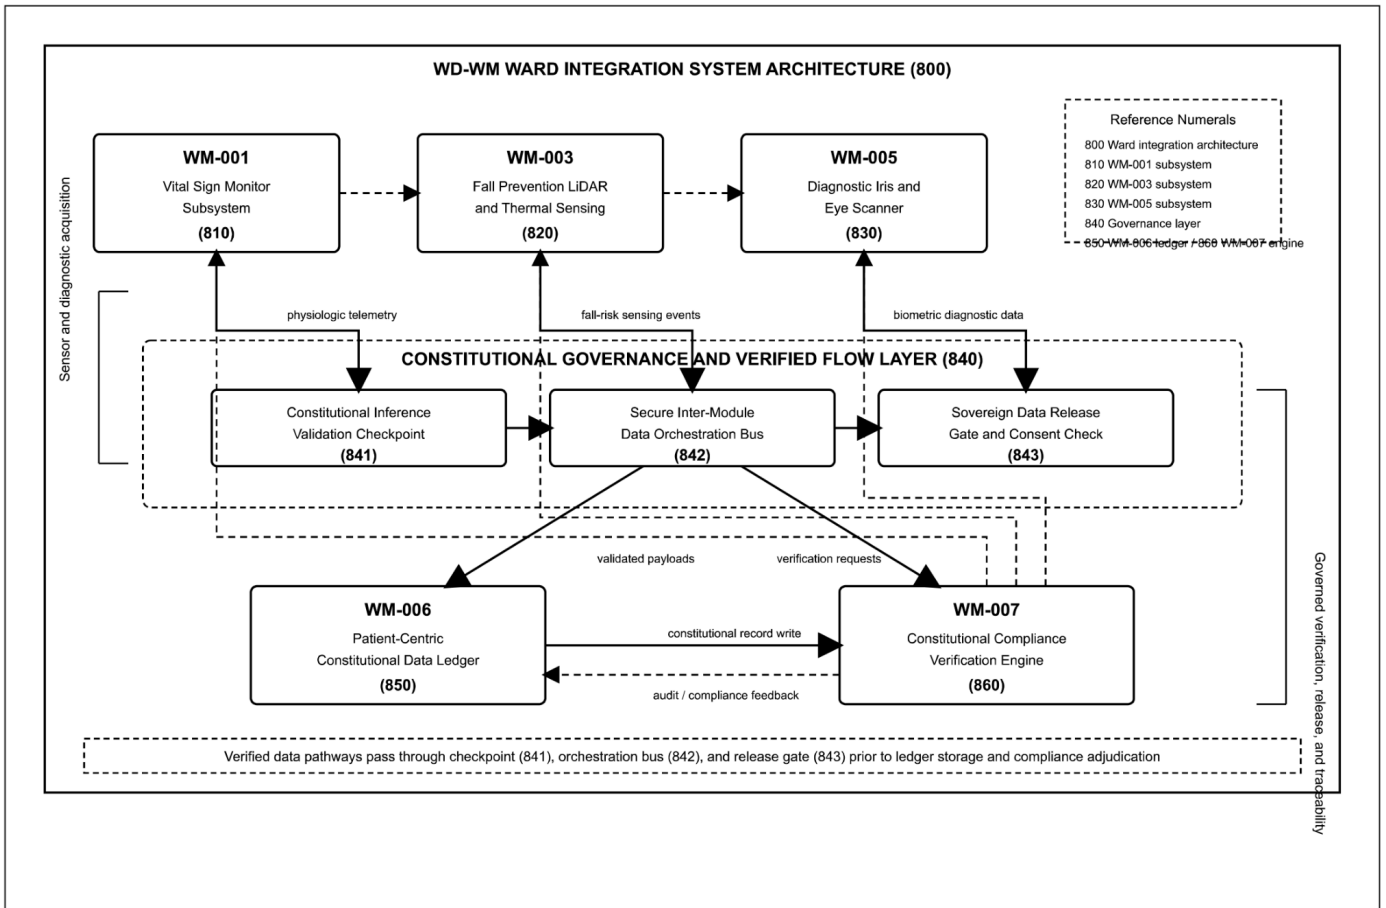 WD-WM WARD INTEGRATION SYSTEM ARCHITECTURE (800)
Reference Numerals
800 Ward integration architecture
810 WM-001 subsystem
820 WM-003 subsystem
830 WM-005 subsystem
840 Governance layer
850 WM-006 ledger / 860 WM-007 engine
WM-001
Vital Sign Monitor
Subsystem
(810)
WM-003
Fall Prevention LiDAR
and Thermal Sensing
(820)
WM-005
Diagnostic Iris and
Eye Scanner
(830)
Sensor and diagnostic acquisition
physiologic telemetry
fall-risk sensing events
biometric diagnostic data
CONSTITUTIONAL GOVERNANCE AND VERIFIED FLOW LAYER (840)
Constitutional Inference
Validation Checkpoint
(841)
Secure Inter-Module
Data Orchestration Bus
(842)
Sovereign Data Release
Gate and Consent Check
(843)
validated payloads
verification requests
WM-006
Patient-Centric
Constitutional Data Ledger
(850)
constitutional record write
audit / compliance feedback
WM-007
Constitutional Compliance
Verification Engine
(860)
Governed verification, release, and traceability
Verified data pathways pass through checkpoint (841), orchestration bus (842), and release gate (843) prior to ledger storage and compliance adjudication